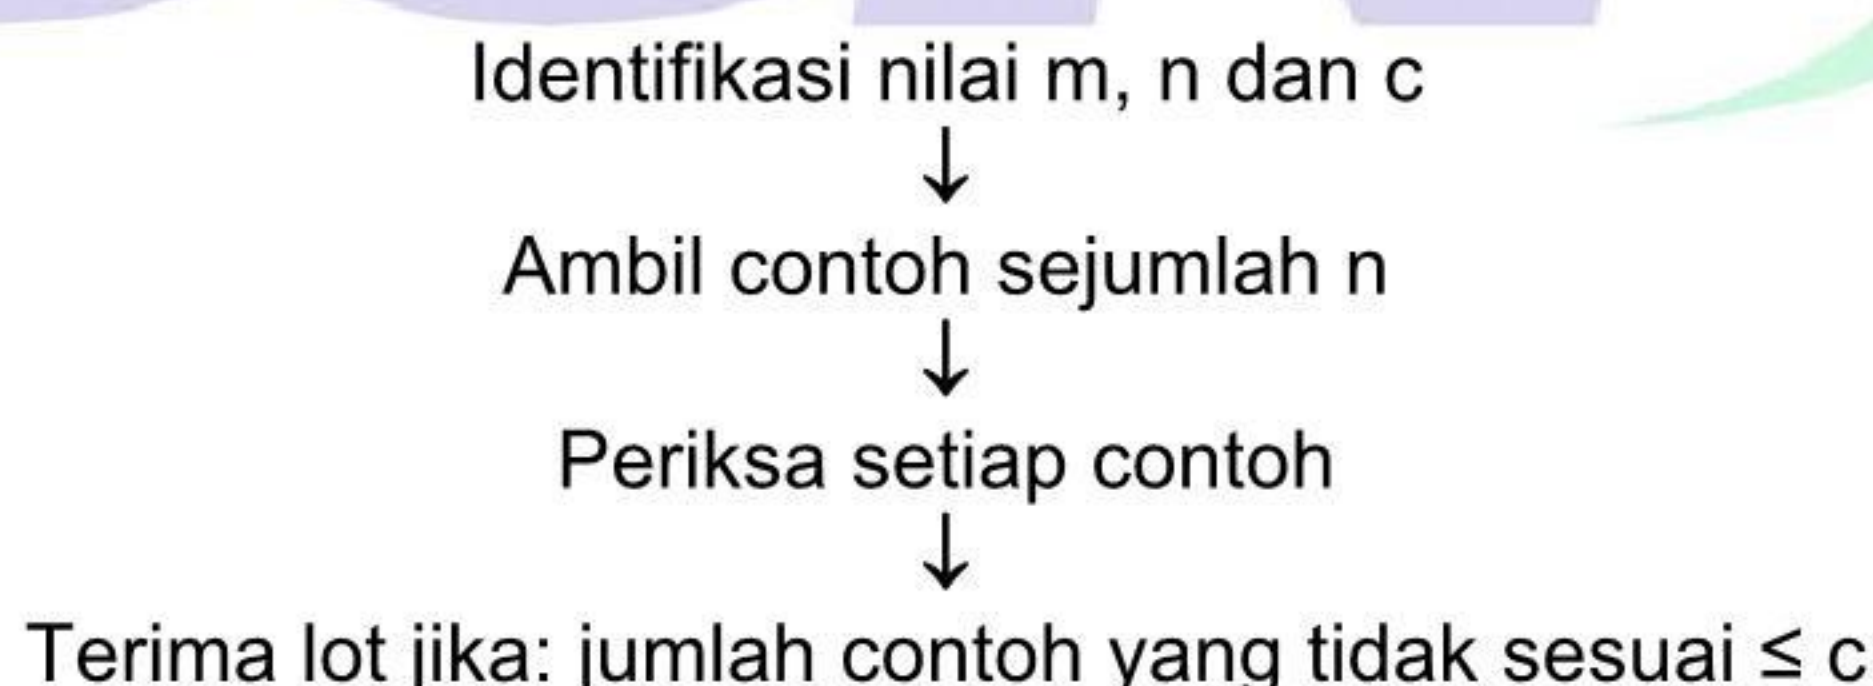 Identifikasi nilai m, n dan c
↓
Ambil contoh sejumlah n
↓
Periksa setiap contoh
↓
Terima lot jika: jumlah contoh yang tidak sesuai ≤ c